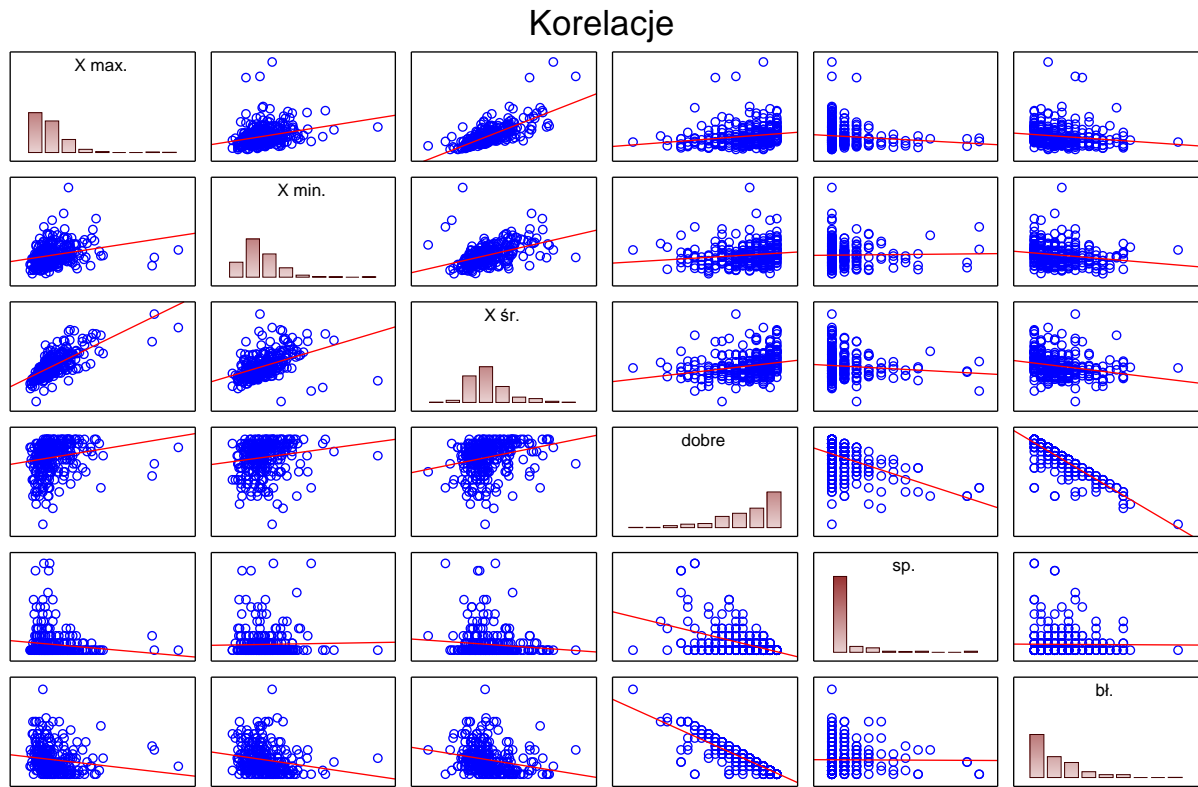 Korelacje
X max.
X min.
X śr.
dobre
sp.
bł.